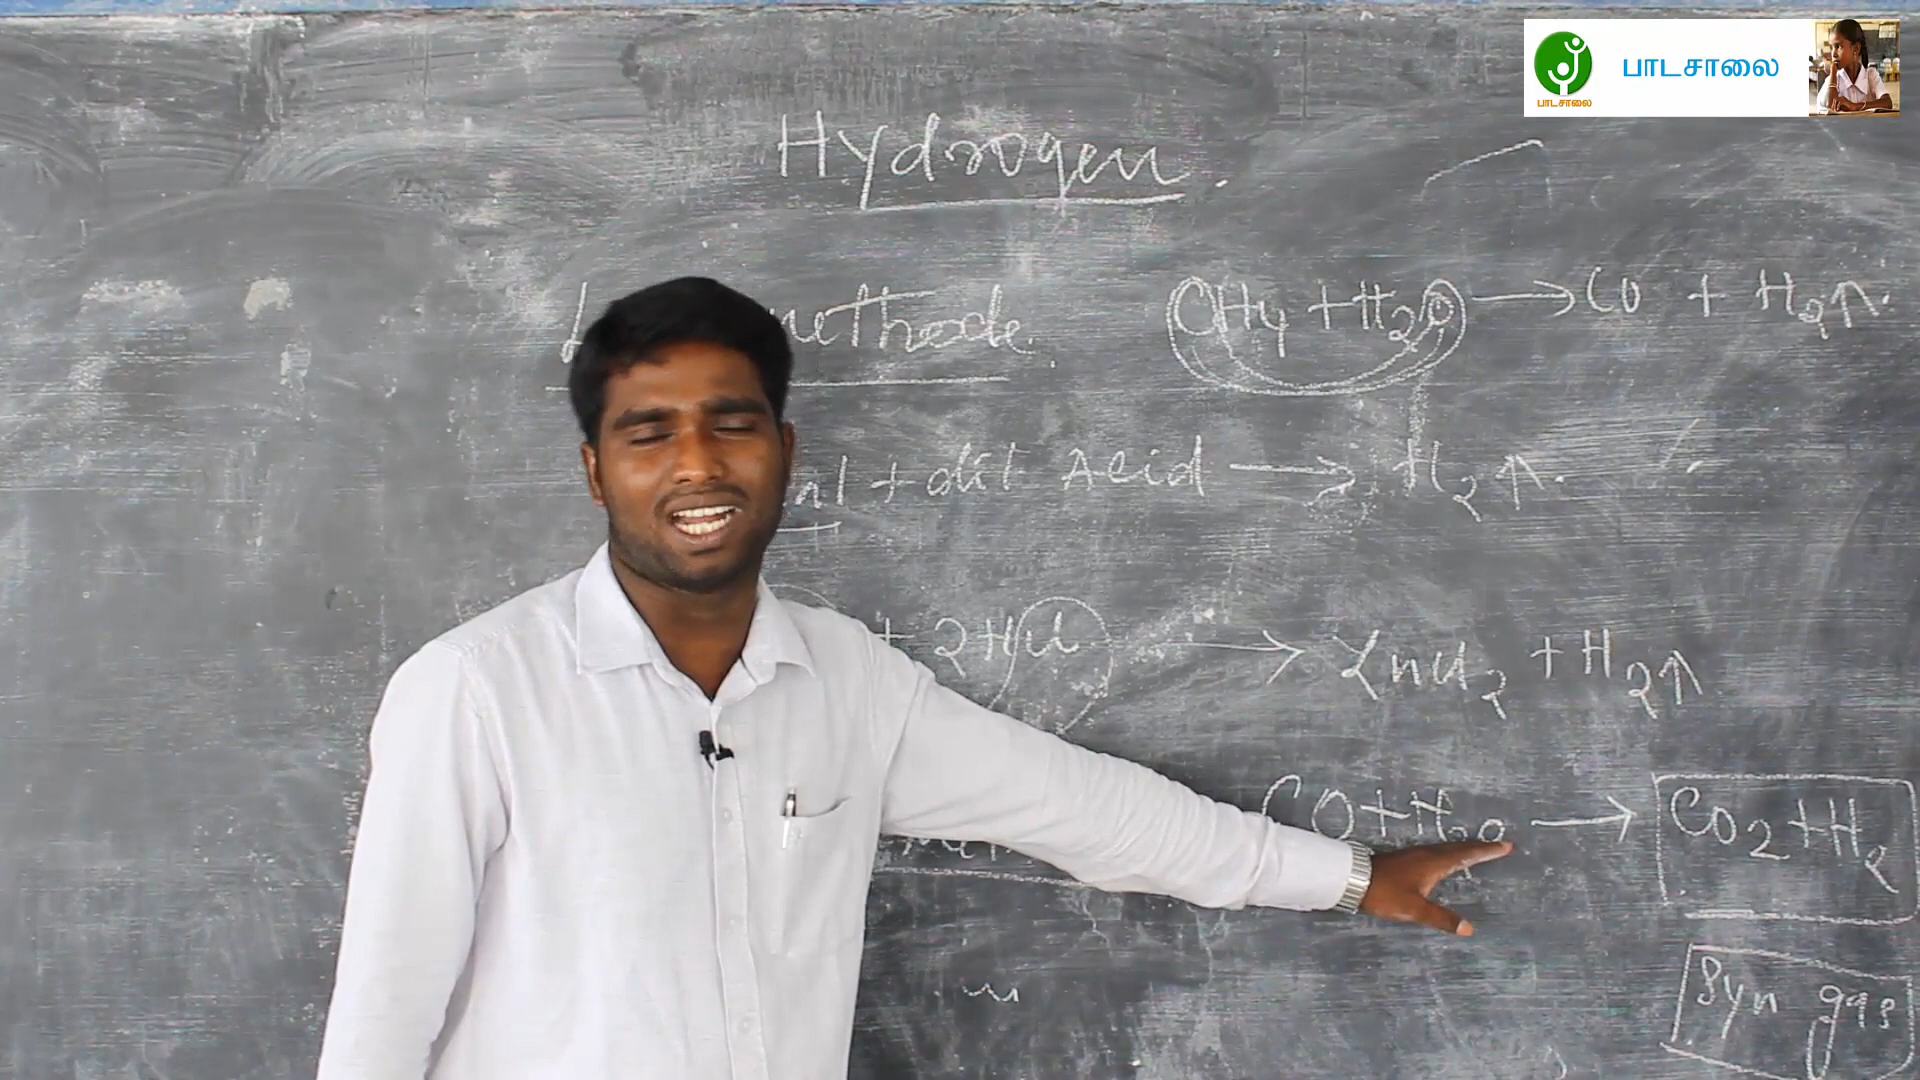 பாடசாலை
பாடசாலை
Hydrogen.
CH4 + H2O → CO + H2↑.
+ dil Acid → H2↑.
+ 2HCl → ZnCl2 + H2↑
CO + H2O → CO2 + H2
Syn gas